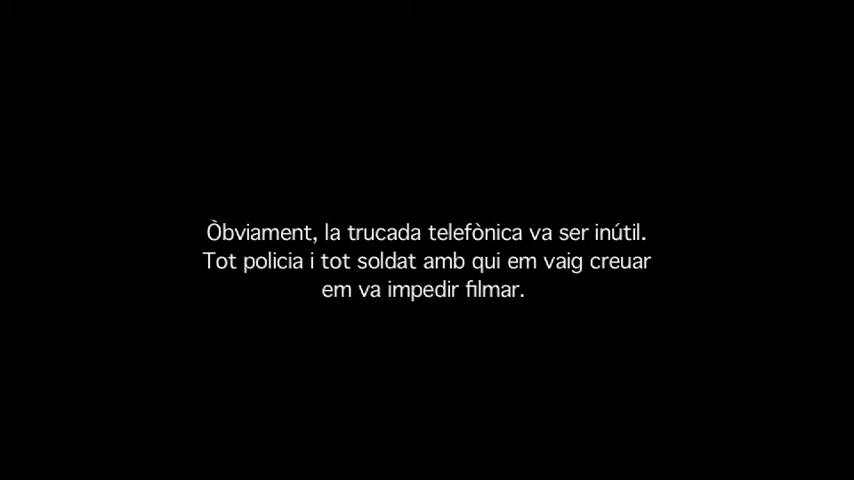 Òbviament, la trucada telefònica va ser inútil.
Tot policia i tot soldat amb qui em vaig creuar
em va impedir filmar.